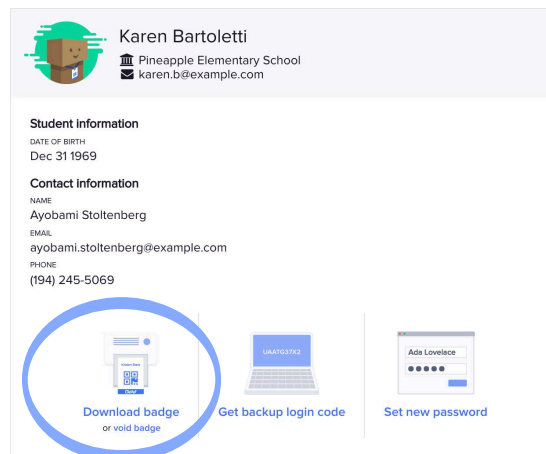 Karen Bartoletti
Pineapple Elementary School
karen.b@example.com
Student information
DATE OF BIRTH
Dec 31 1969
Contact information
NAME
Ayobami Stoltenberg
EMAIL
ayobami.stoltenberg@example.com
PHONE
(194) 245-5069
Download badge
or void badge
UAATG37X2
Get backup login code
Ada Lovelace
Set new password